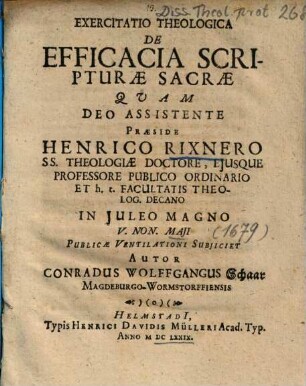 Diss. Theol. prot 268
EXERCITATIO THEOLOGICA
DE
EFFICACIA SCRI-
PTURÆ SACRÆ
QUAM
DEO ASSISTENTE
PRÆSIDE
HENRICO RIXNERO
SS. THEOLOGIÆ DOCTORE, EJUSQUE
PROFESSORE PUBLICO ORDINARIO
ET h. t. FACULTATIS THEO-
LOG. DECANO
IN JULEO MAGNO
V. NON. MAJI (1679)
PUBLICÆ VENTILATIONI SUBJICIET
AUTOR
CONRADUS WOLFFGANGUS Schaar
MAGDEBURGO-WORMSTORFFIENSIS
HELMSTADI,
Typis HENRICI DAVIDIS MÜLLERI Acad. Typ.
ANNO M DC LXXIX.